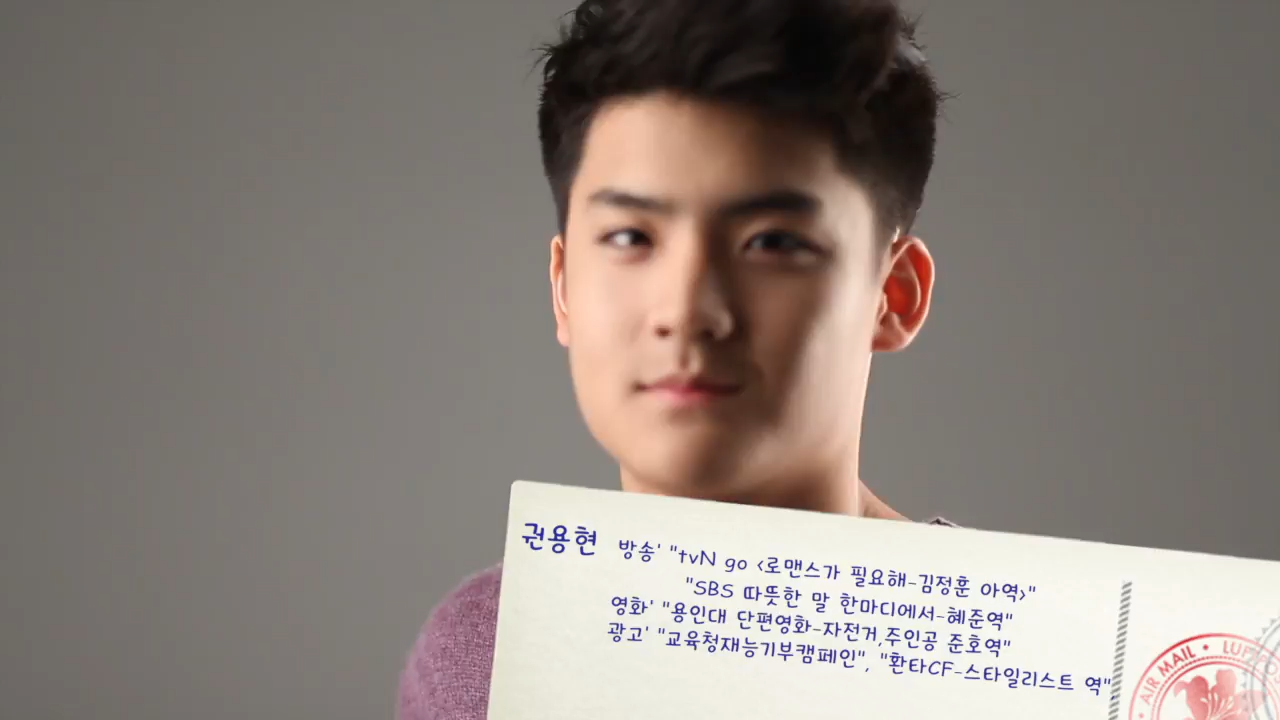 권용현 방송' "tvN go <로맨스가 필요해-김정훈 아역>"
"SBS 따뜻한 말 한마디에서-혜준역"
영화' "용인대 단편영화-자전거,주인공 준호역"
광고' "교육청재능기부캠페인", "환타CF-스타일리스트 역"
AIR MAIL